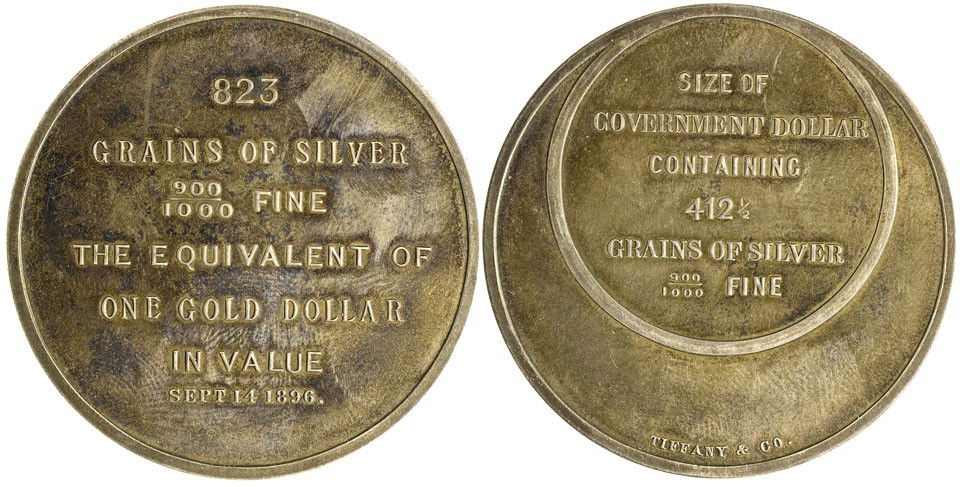 823
GRAINS OF SILVER
900/1000 FINE
THE EQUIVALENT OF
ONE GOLD DOLLAR
IN VALUE
SEPT 14 1896.
SIZE OF
GOVERNMENT DOLLAR
CONTAINING
412½
GRAINS OF SILVER
900/1000 FINE
TIFFANY & CO.